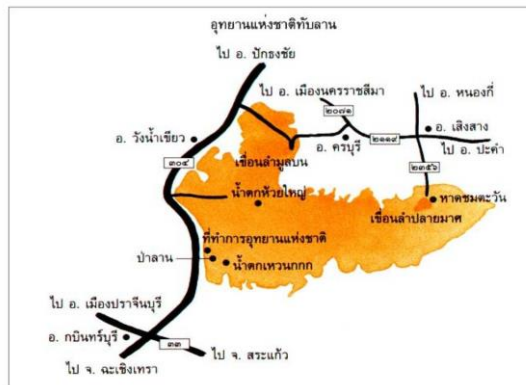 อุทยานแห่งชาติทับลาน
ไป อ. ปักธงชัย
ไป อ. เมืองนครราชสีมา
ไป อ. หนองกี่
๒๐๗๑
อ. เสิงสาง
อ. วังน้ำเขียว
อ. ครบุรี
๒๑๑๙
ไป อ. ปะคำ
เขื่อนลำมูลบน
๓๐๔
๒๓๕๖
น้ำตกห้วยใหญ่
หาดชมตะวัน
เขื่อนลำปลายมาศ
ที่ทำการอุทยานแห่งชาติ
ป่าลาน
น้ำตกเหวนกกก
ไป อ. เมืองปราจีนบุรี
อ. กบินทร์บุรี
๓๓
ไป จ. สระแก้ว
ไป จ. ฉะเชิงเทรา